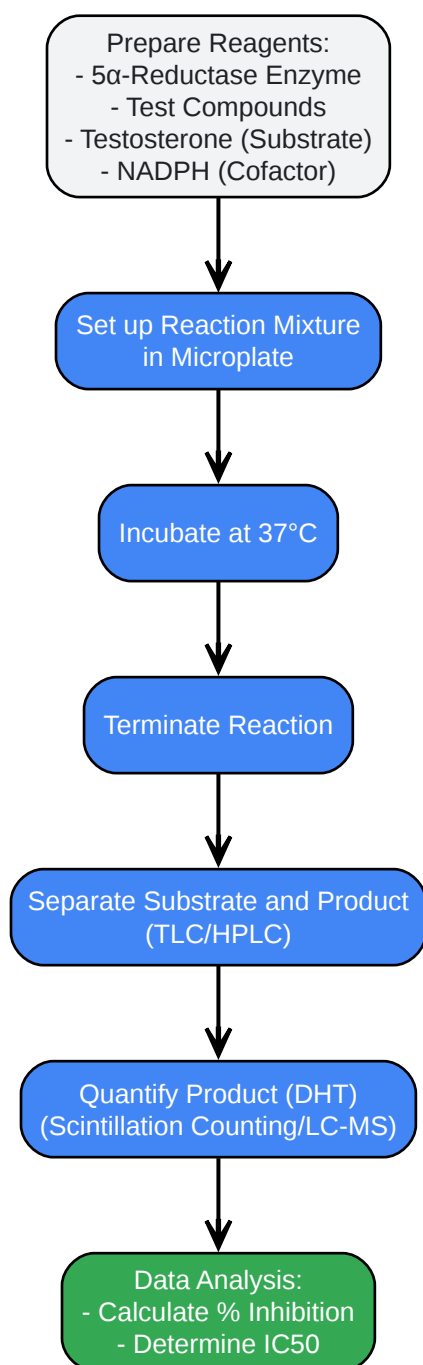 Prepare Reagents:
- 5α-Reductase Enzyme
- Test Compounds
- Testosterone (Substrate)
- NADPH (Cofactor)
Set up Reaction Mixture
in Microplate
Incubate at 37°C
Terminate Reaction
Separate Substrate and Product
(TLC/HPLC)
Quantify Product (DHT)
(Scintillation Counting/LC-MS)
Data Analysis:
- Calculate % Inhibition
- Determine IC50